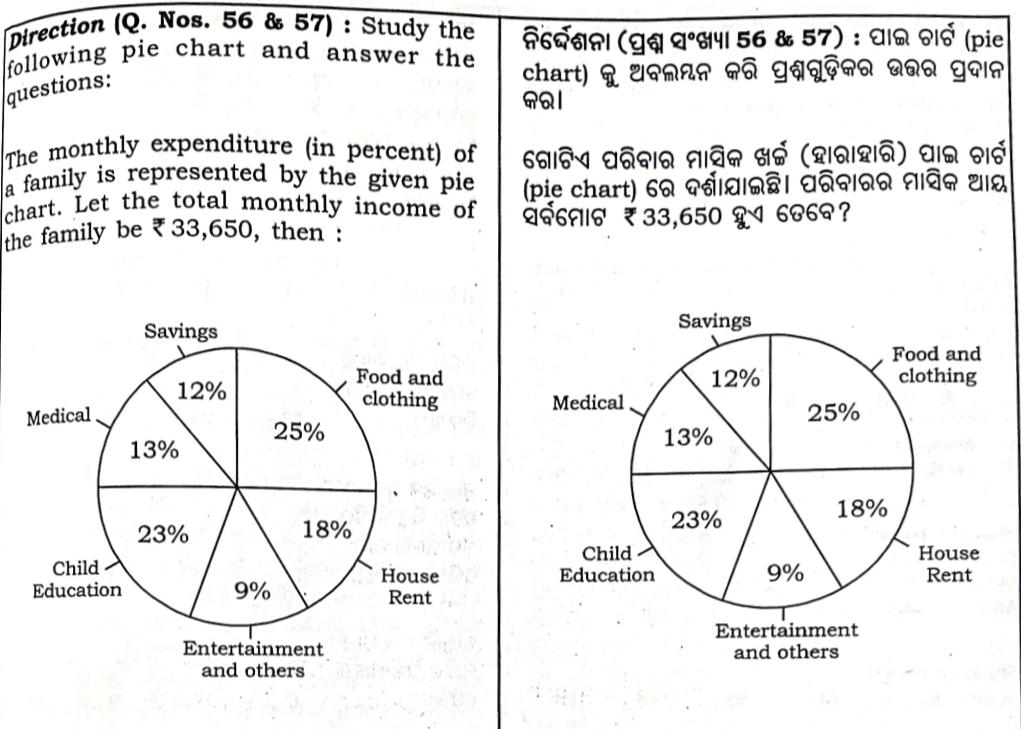 Direction (Q. Nos. 56 & 57) : Study the
following pie chart and answer the
questions:
The monthly expenditure (in percent) of
a family is represented by the given pie
chart. Let the total monthly income of
the family be ₹ 33,650, then :
Savings
12%
Food and
clothing
25%
Medical
13%
23%
18%
Child
Education
9%
House
Rent
Entertainment
and others
ନିର୍ଦ୍ଦେଶନା (ପ୍ରଶ୍ନ ସଂଖ୍ୟା 56 & 57) : ପାଇ ଚାର୍ଟ (pie
chart) କୁ ଅବଲମ୍ବନ କରି ପ୍ରଶ୍ନଗୁଡ଼ିକର ଉତ୍ତର ପ୍ରଦାନ
କର।
ଗୋଟିଏ ପରିବାର ମାସିକ ଖର୍ଚ୍ଚ (ହାରାହାରି) ପାଇ ଚାର୍ଟ
(pie chart) ରେ ଦର୍ଶାଯାଇଛି। ପରିବାରର ମାସିକ ଆୟ
ସର୍ବମୋଟ ₹ 33,650 ହୁଏ ତେବେ ?
Savings
12%
Food and
clothing
25%
Medical
13%
23%
18%
Child
Education
9%
House
Rent
Entertainment
and others